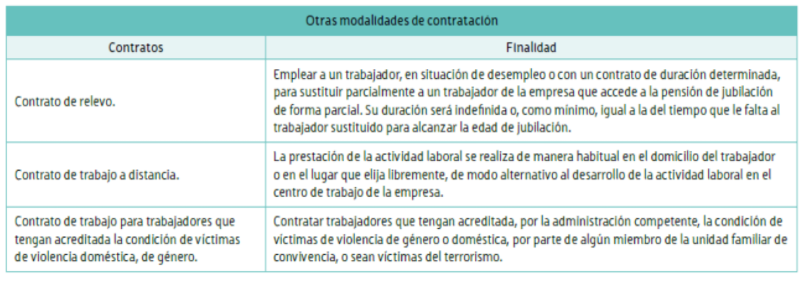 Otras modalidades de contratación
Contratos
Finalidad
Contrato de relevo.
Emplear a un trabajador, en situación de desempleo o con un contrato de duración determinada,
para sustituir parcialmente a un trabajador de la empresa que accede a la pensión de jubilación
de forma parcial. Su duración será indefinida o, como mínimo, igual a la del tiempo que le falta al
trabajador sustituido para alcanzar la edad de jubilación.
Contrato de trabajo a distancia.
La prestación de la actividad laboral se realiza de manera habitual en el domicilio del trabajador
o en el lugar que elija libremente, de modo alternativo al desarrollo de la actividad laboral en el
centro de trabajo de la empresa.
Contrato de trabajo para trabajadores que
tengan acreditada la condición de víctimas
de violencia doméstica, de género.
Contratar trabajadores que tengan acreditada, por la administración competente, la condición de
víctimas de violencia de género o doméstica, por parte de algún miembro de la unidad familiar de
convivencia, o sean víctimas del terrorismo.